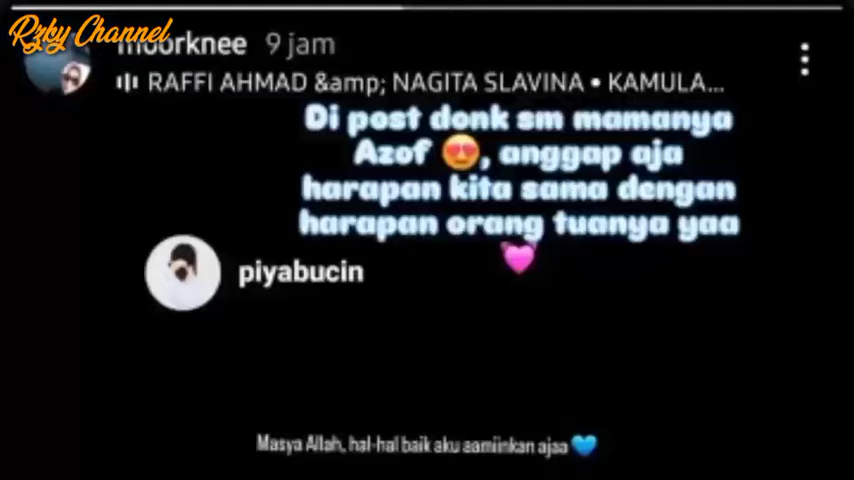 Rzky Channel
moorknee 9 jam
RAFFI AHMAD &amp; NAGITA SLAVINA • KAMULA...
Di post donk sm mamanya
Azof 😍, anggap aja
harapan kita sama dengan
harapan orang tuanya yaa
💘
piyabucin
Masya Allah, hal-hal baik aku aamiinkan ajaa 💙